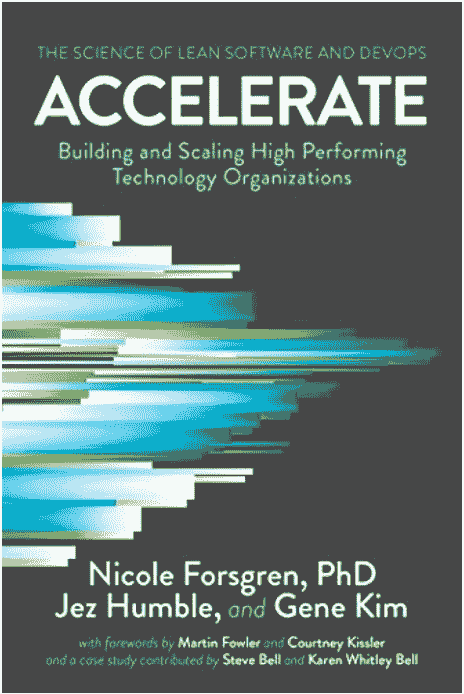 THE SCIENCE OF LEAN SOFTWARE AND DEVOPS
ACCELERATE
Building and Scaling High Performing
Technology Organizations
Nicole Forsgren, PhD
Jez Humble, and Gene Kim
with forewords by Martin Fowler and Courtney Kissler
and a case study contributed by Steve Bell and Karen Whitley Bell